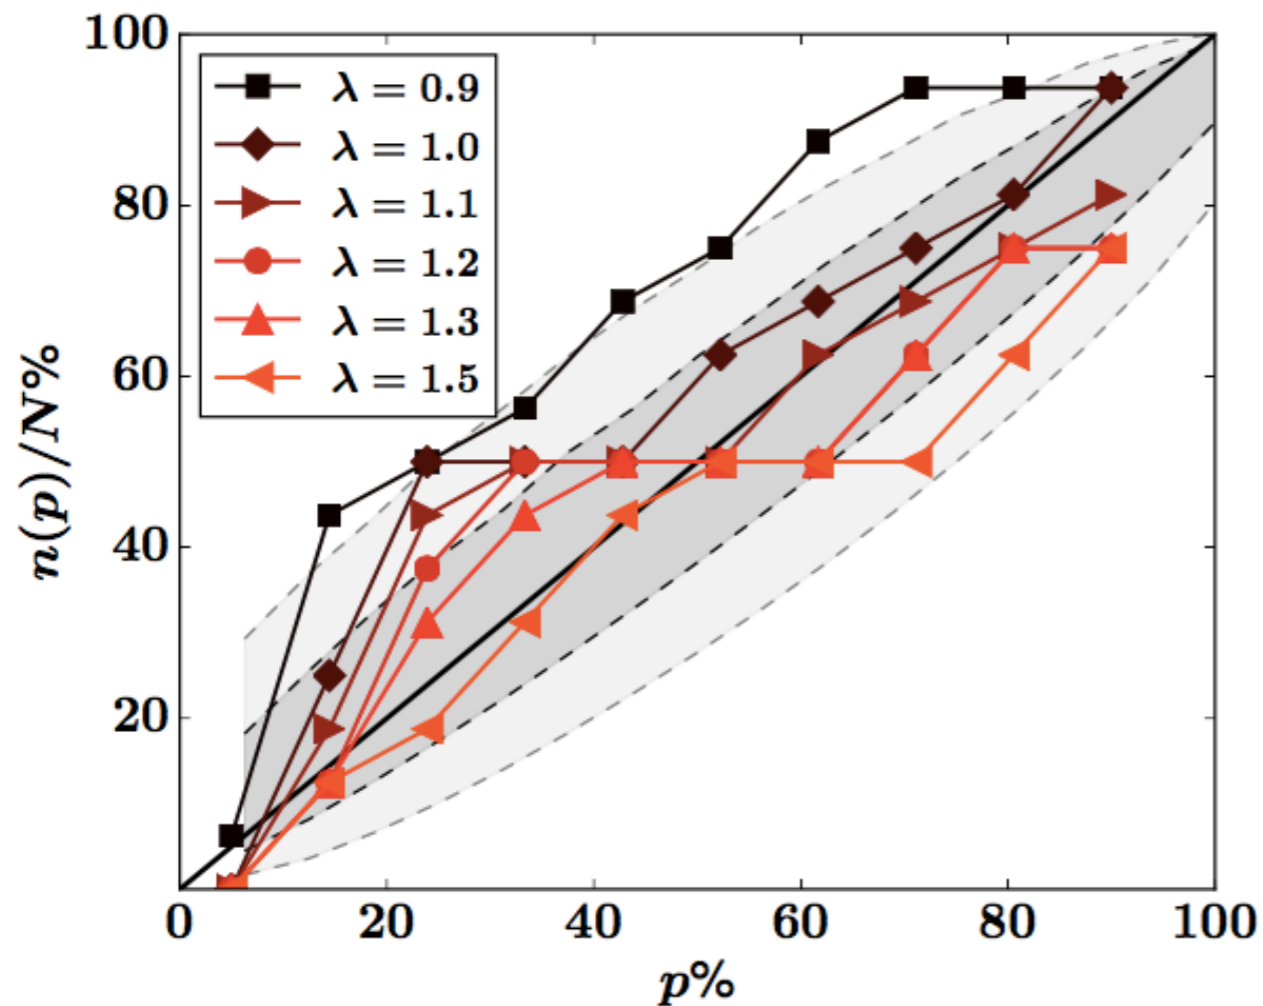 100
80
60
40
20
n(p)/N%
λ = 0.9
λ = 1.0
λ = 1.1
λ = 1.2
λ = 1.3
λ = 1.5
0 20 40 60 80 100
p%